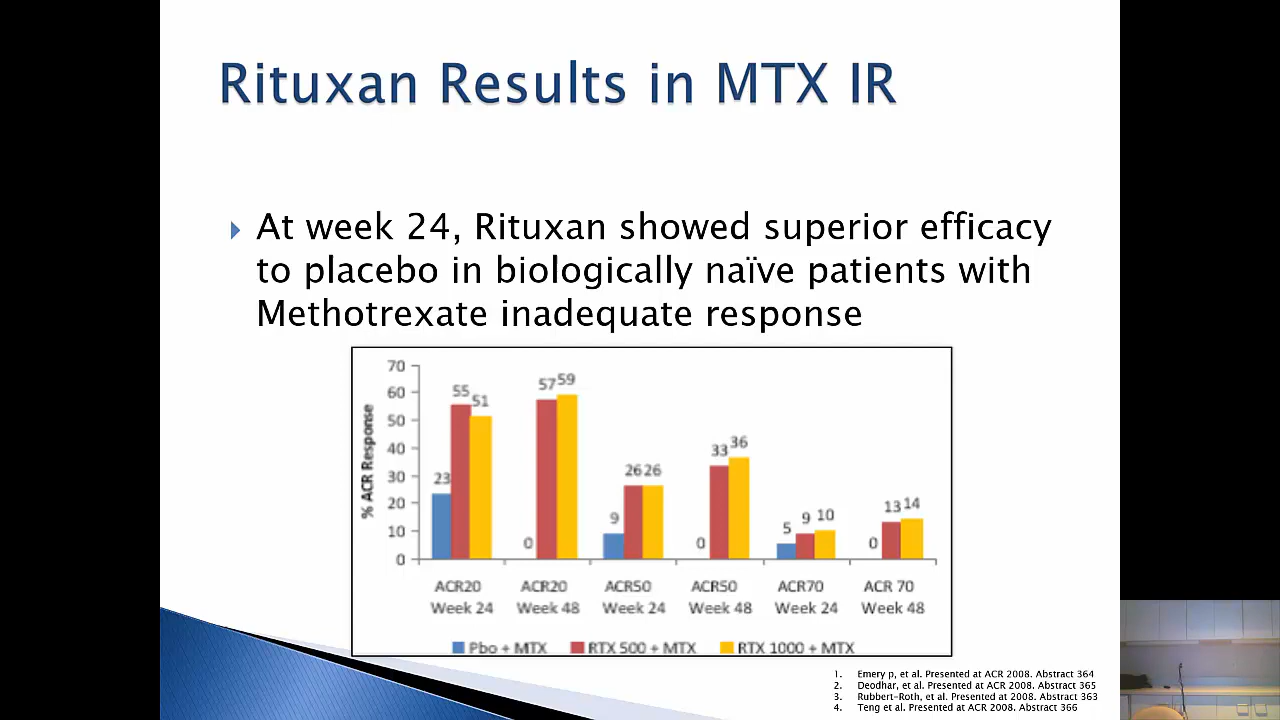 Rituxan Results in MTX IR
At week 24, Rituxan showed superior efficacy
to placebo in biologically naïve patients with
Methotrexate inadequate response
% ACR Response
70
60
50
40
30
20
10
0
23 55 51
0 57 59
9 26 26
0 33 36
5 9 10
0 13 14
ACR20 Week 24
ACR20 Week 48
ACR50 Week 24
ACR50 Week 48
ACR70 Week 24
ACR 70 Week 48
Pbo + MTX RTX 500 + MTX RTX 1000 + MTX
1. Emery p, et al. Presented at ACR 2008. Abstract 364
2. Deodhar, et al. Presented at ACR 2008. Abstract 365
3. Rubbert-Roth, et al. Presented at ACR 2008. Abstract 363
4. Teng et al. Presented at ACR 2008. Abstract 366